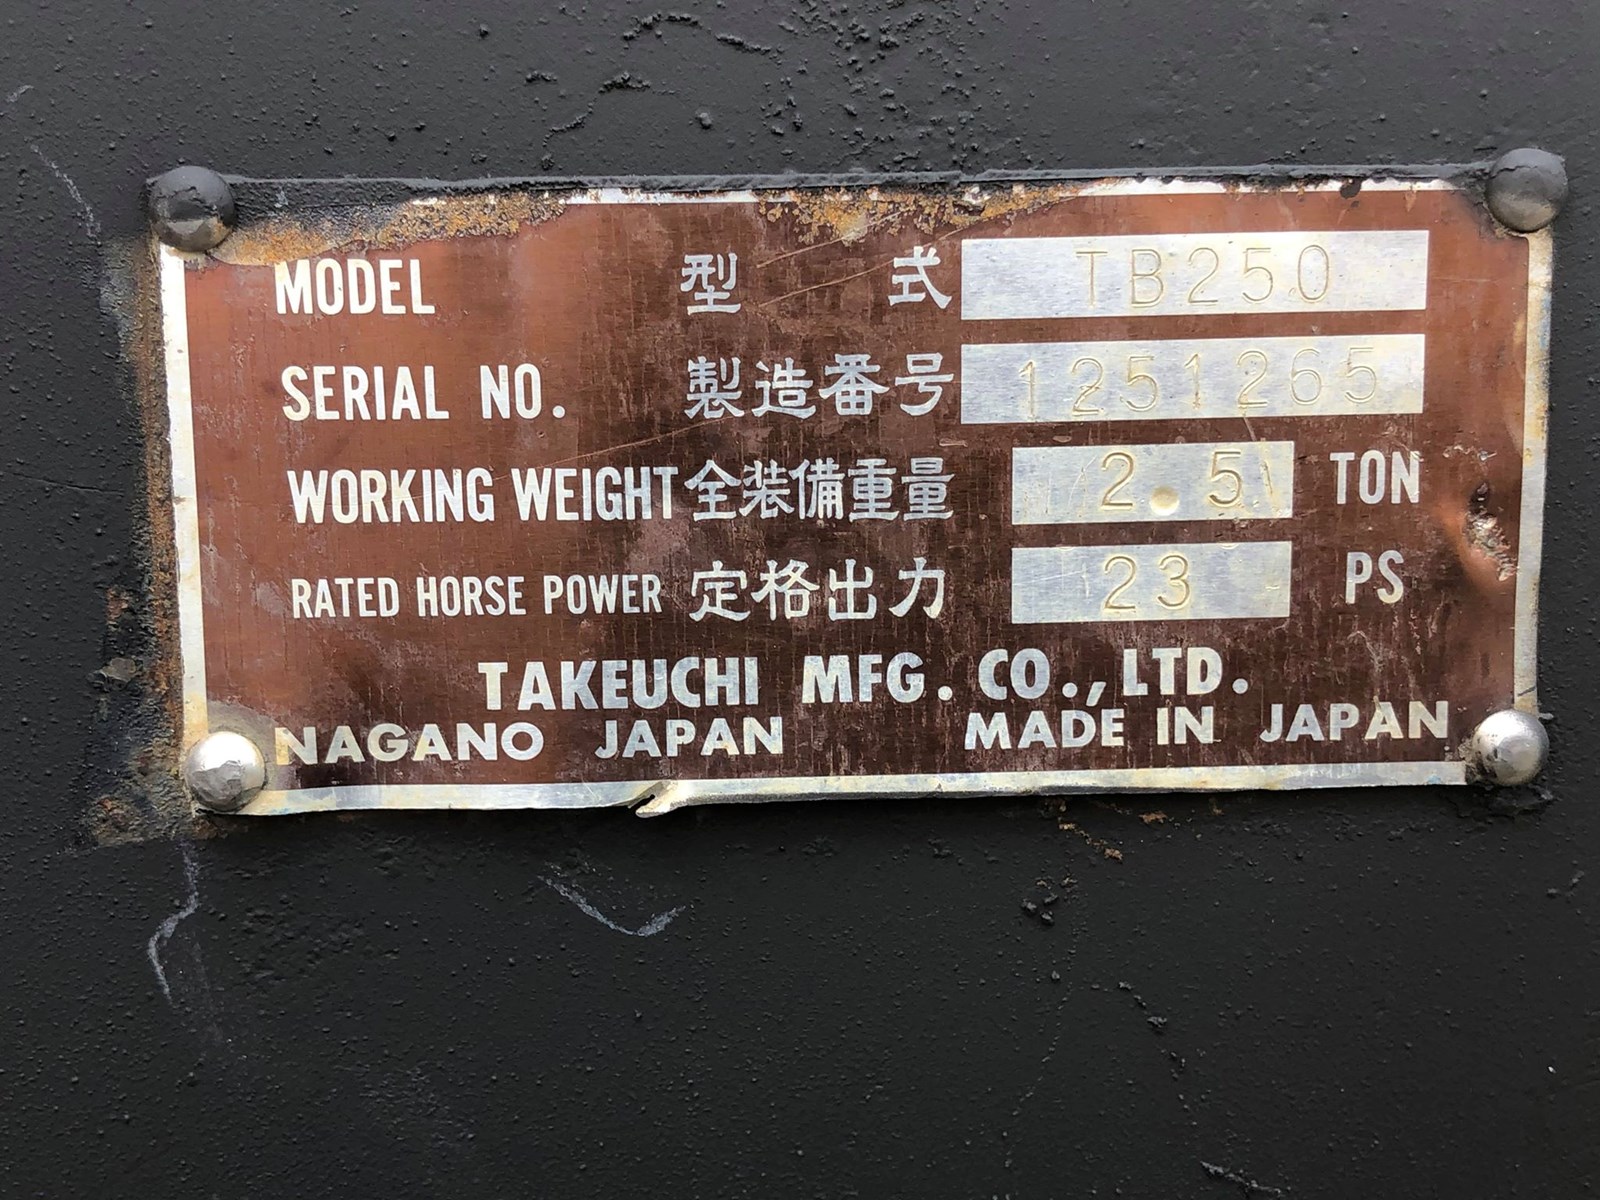 MODEL 型 式 TB250
SERIAL NO. 製造番号 1251265
WORKING WEIGHT 全装備重量 2.5 TON
RATED HORSE POWER 定格出力 23 PS
TAKEUCHI MFG. CO., LTD.
NAGANO JAPAN MADE IN JAPAN